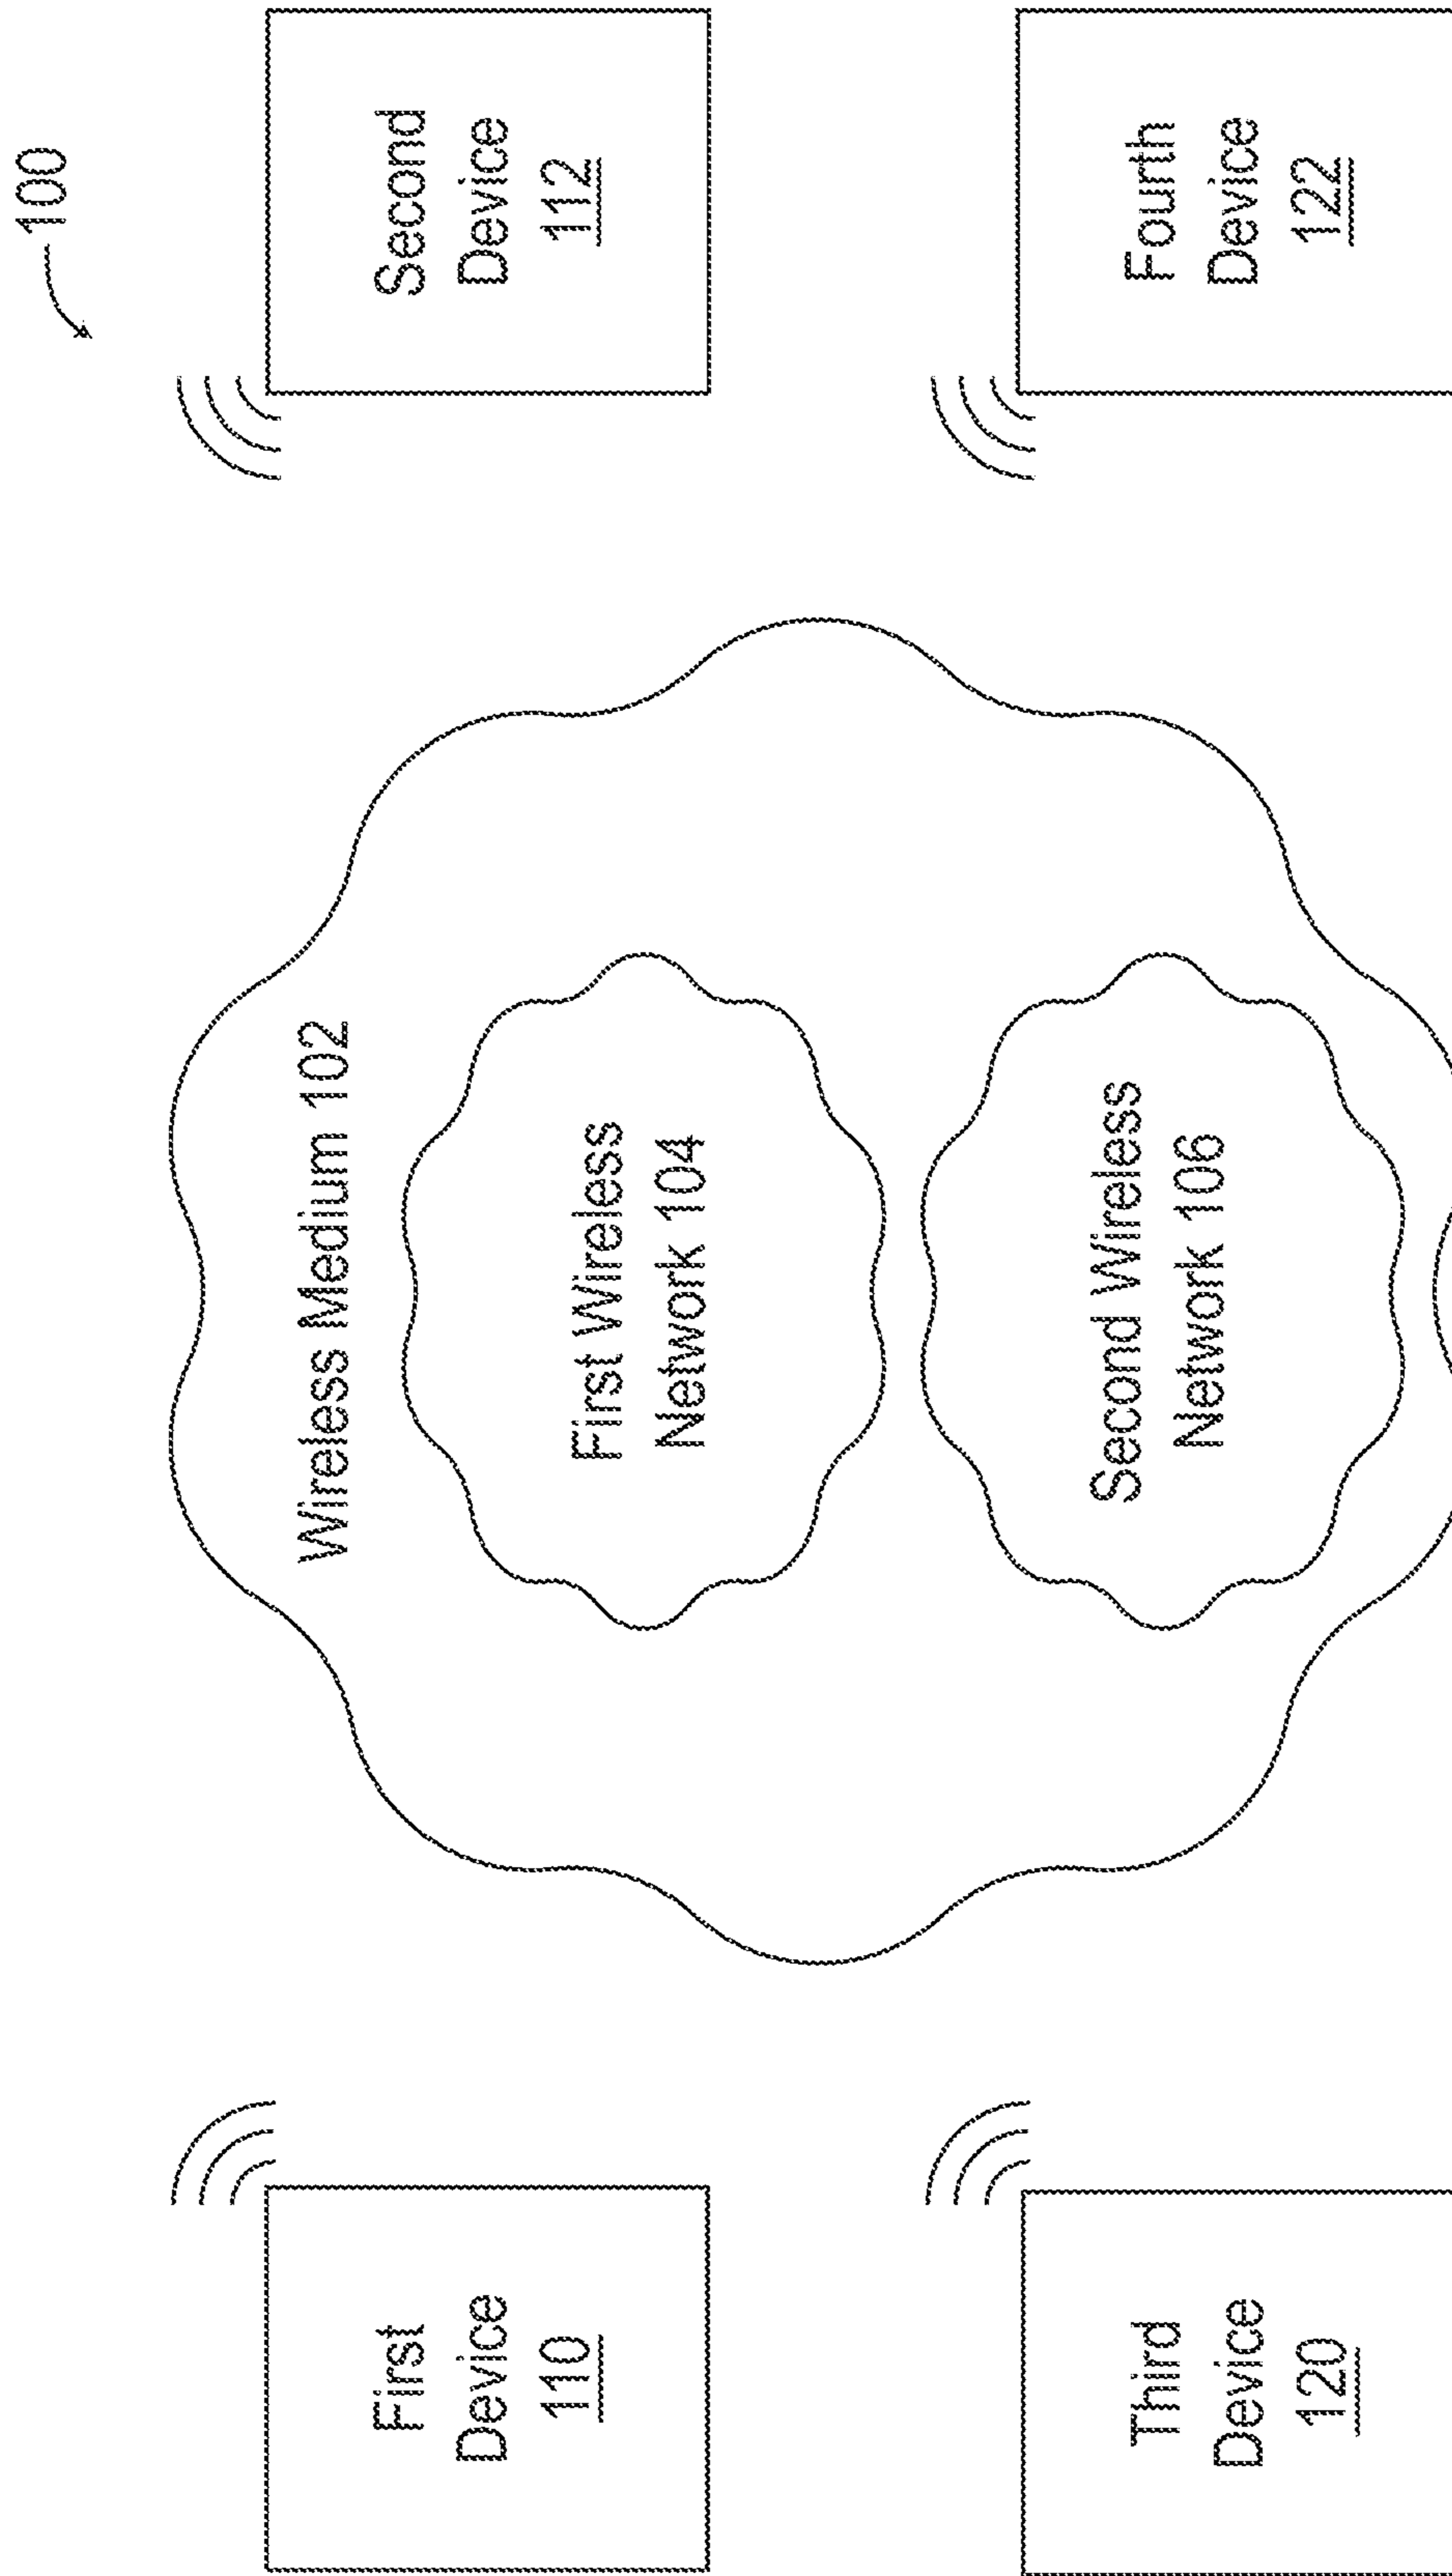 100
Wireless Medium 102
First
Device
110
First Wireless
Network 104
Second
Device
112
Third
Device
120
Second Wireless
Network 106
Fourth
Device
122